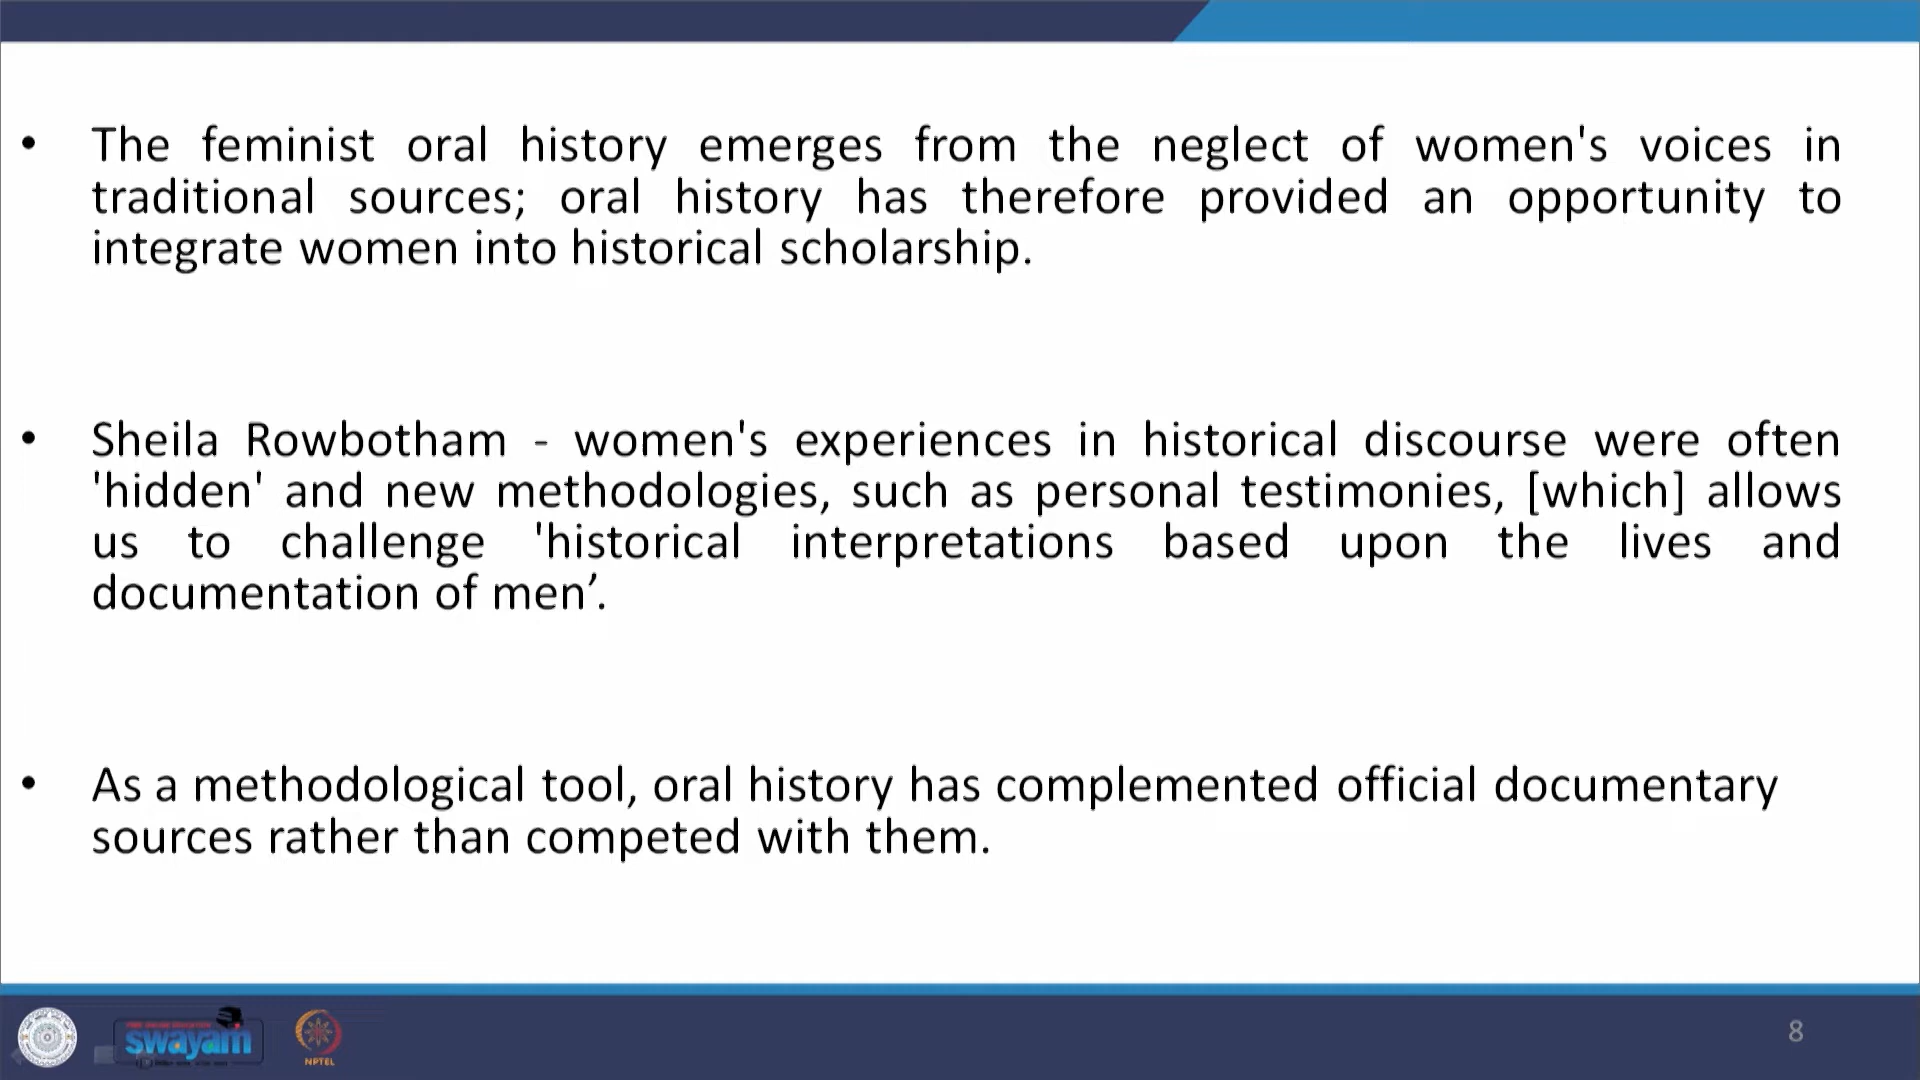 • The feminist oral history emerges from the neglect of women's voices in
traditional sources; oral history has therefore provided an opportunity to
integrate women into historical scholarship.
• Sheila Rowbotham - women's experiences in historical discourse were often
'hidden' and new methodologies, such as personal testimonies, [which] allows
us to challenge 'historical interpretations based upon the lives and
documentation of men’.
• As a methodological tool, oral history has complemented official documentary
sources rather than competed with them.
swayam
NPTEL
8